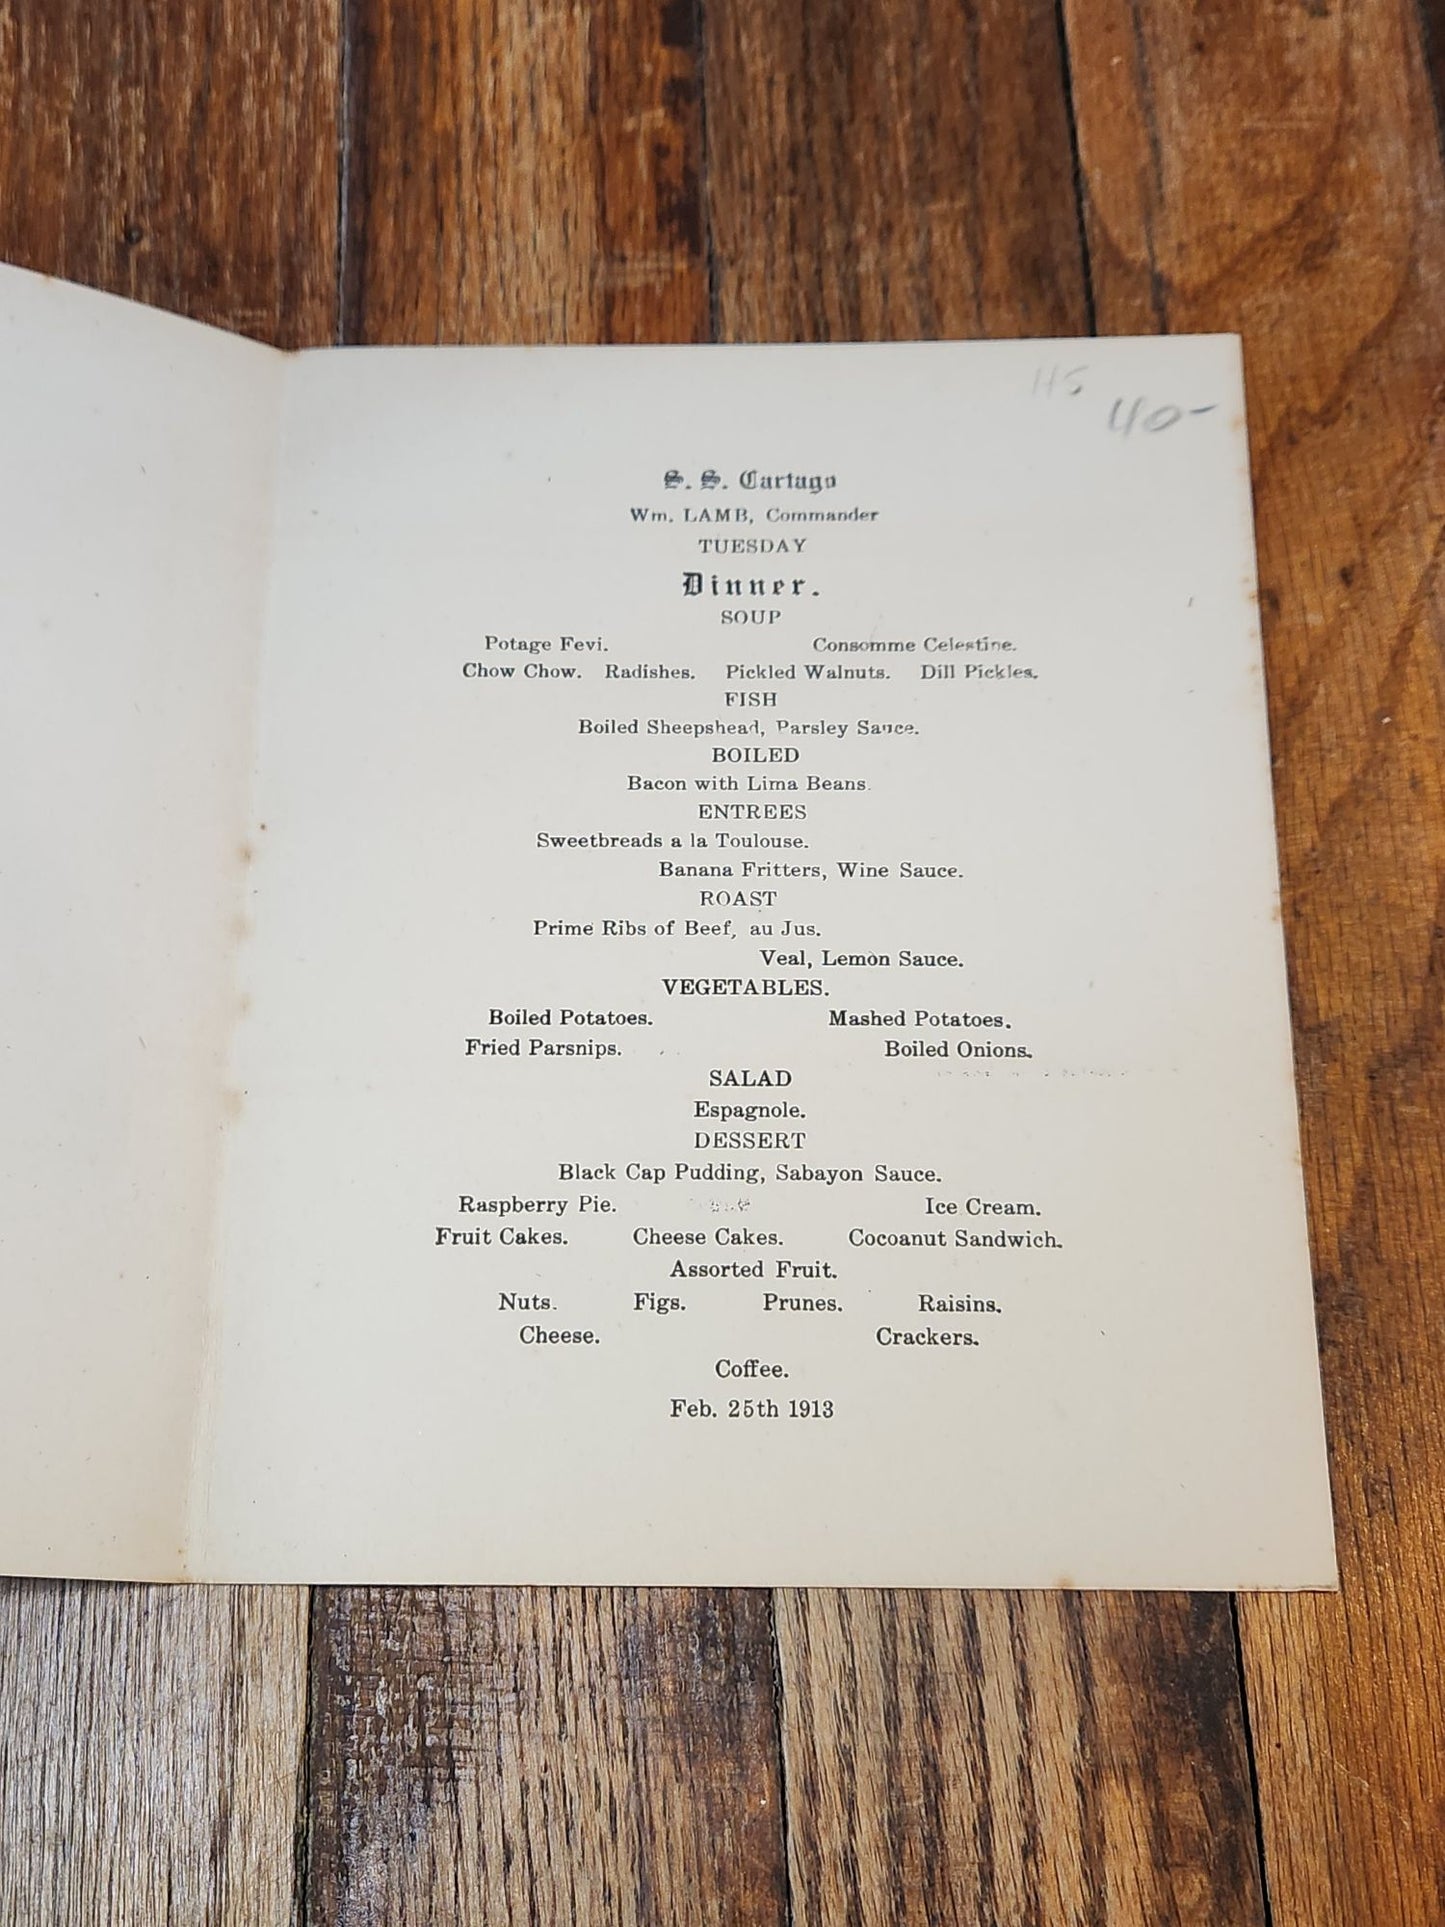 115
40-
S. S. Cartago
Wm. LAMB, Commander
TUESDAY
Dinner.
SOUP
Potage Fevi. Consomme Celestine.
Chow Chow. Radishes. Pickled Walnuts. Dill Pickles.
FISH
Boiled Sheepshead, Parsley Sauce.
BOILED
Bacon with Lima Beans.
ENTREES
Sweetbreads a la Toulouse.
Banana Fritters, Wine Sauce.
ROAST
Prime Ribs of Beef, au Jus.
Veal, Lemon Sauce.
VEGETABLES.
Boiled Potatoes. Mashed Potatoes.
Fried Parsnips. Boiled Onions.
SALAD
Espagnole.
DESSERT
Black Cap Pudding, Sabayon Sauce.
Raspberry Pie. Ice Cream.
Fruit Cakes. Cheese Cakes. Cocoanut Sandwich.
Assorted Fruit.
Nuts. Figs. Prunes. Raisins.
Cheese. Crackers.
Coffee.
Feb. 25th 1913